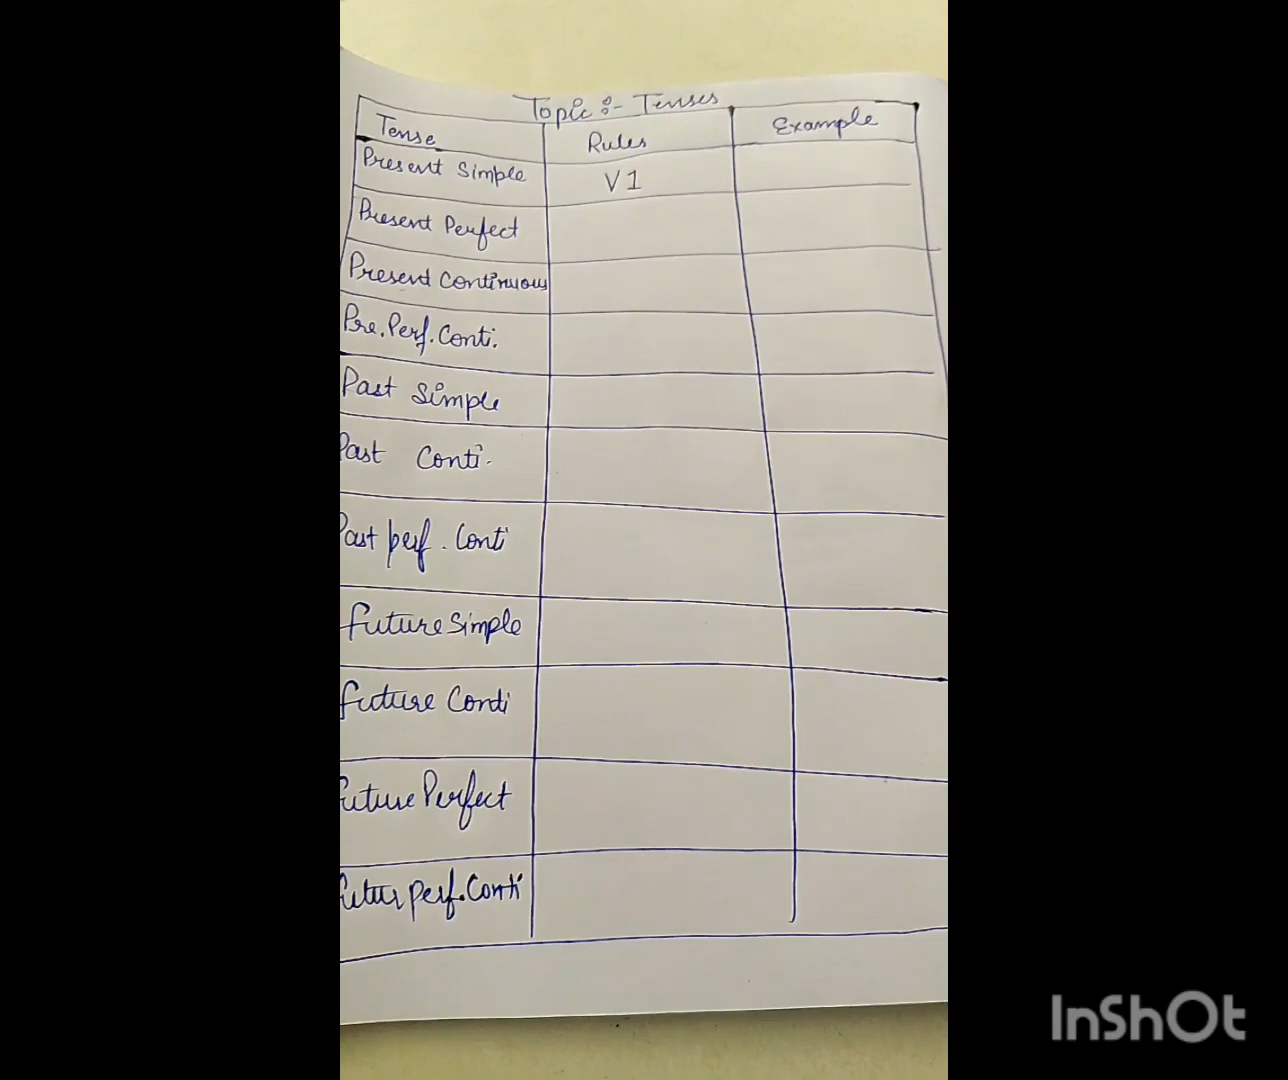 Topic :- Tenses
Tense Rules Example
Present Simple V1
Present Perfect
Present Continuous
Pre. Perf. Conti.
Past Simple
Past Conti.
Past perf. Conti
Future Simple
Future Conti
Future Perfect
Futur perf. Conti
InShOt